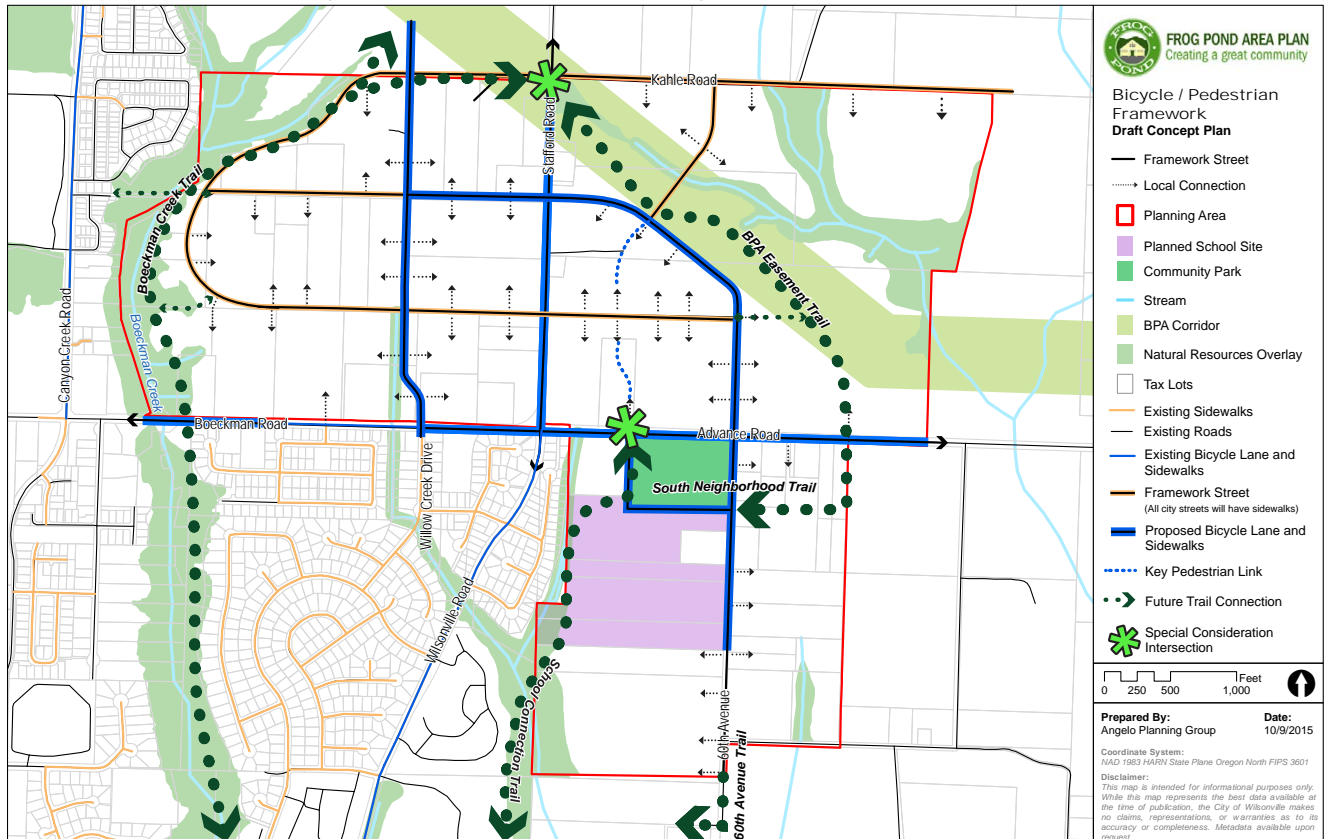 Kahle Road
Stafford Road
Boeckman Trail
BPA Easement Trail
Boeckman Creek Trail
Boeckman Creek
Canyon Creek Road
Boeckman Road
Advance Road
South Neighborhood Trail
Willow Creek Drive
Wilsonville Road
School Connection Trail
60th Avenue
60th Avenue Trail
FROG
POND
FROG POND AREA PLAN
Creating a great community
Bicycle / Pedestrian
Framework
Draft Concept Plan
Framework Street
Local Connection
Planning Area
Planned School Site
Community Park
Stream
BPA Corridor
Natural Resources Overlay
Tax Lots
Existing Sidewalks
Existing Roads
Existing Bicycle Lane and
Sidewalks
Framework Street
(All city streets will have sidewalks)
Proposed Bicycle Lane and
Sidewalks
Key Pedestrian Link
Future Trail Connection
Special Consideration
Intersection
Feet
0 250 500 1,000
Prepared By: Date:
Angelo Planning Group 10/9/2015
Coordinate System:
NAD 1983 HARN State Plane Oregon North FIPS 3601
Disclaimer:
This map is intended for informational purposes only.
While this map represents the best data available at
the time of publication, the City of Wilsonville makes
no claims, representations, or warranties as to its
accuracy or completeness. Metadata available upon
request.